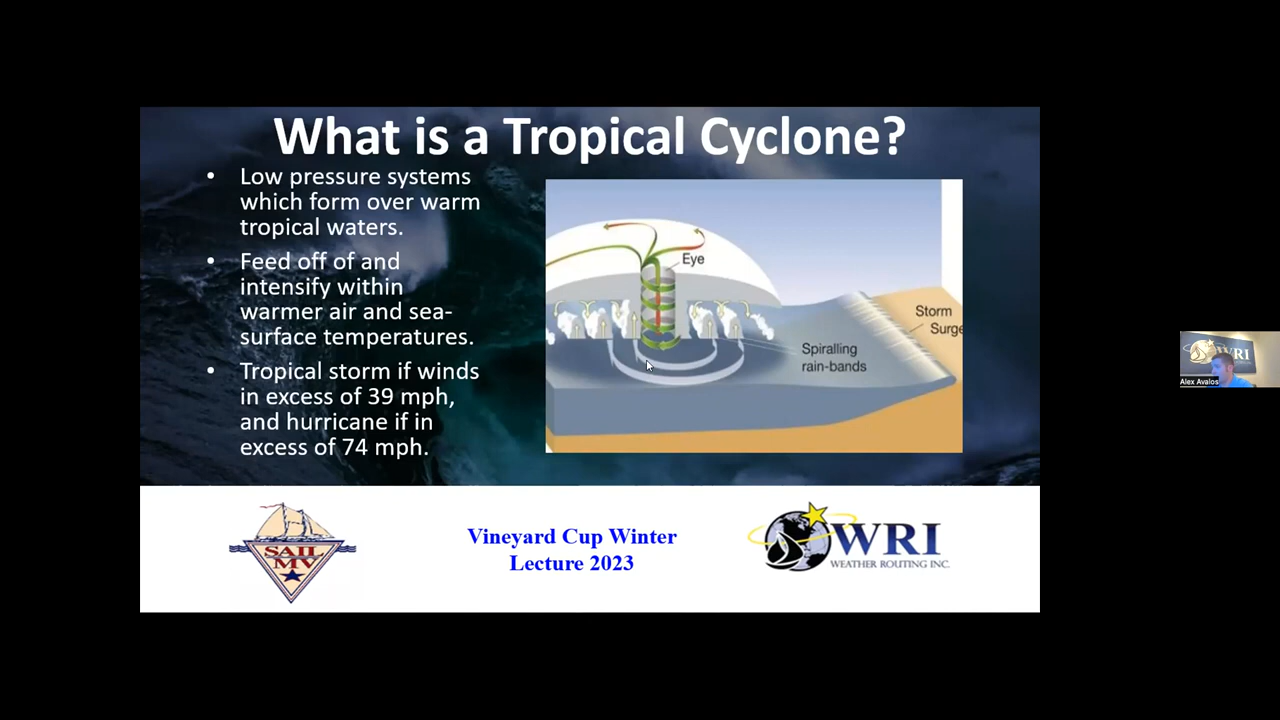 What is a Tropical Cyclone?
• Low pressure systems
which form over warm
tropical waters.
• Feed off of and
intensify within
warmer air and sea-
surface temperatures.
• Tropical storm if winds
in excess of 39 mph,
and hurricane if in
excess of 74 mph.
Eye
Storm
Surge
Spiralling
rain-bands
SAIL
MV
Vineyard Cup Winter
Lecture 2023
WRI
WEATHER ROUTING INC.
WRI
Alex Avalos